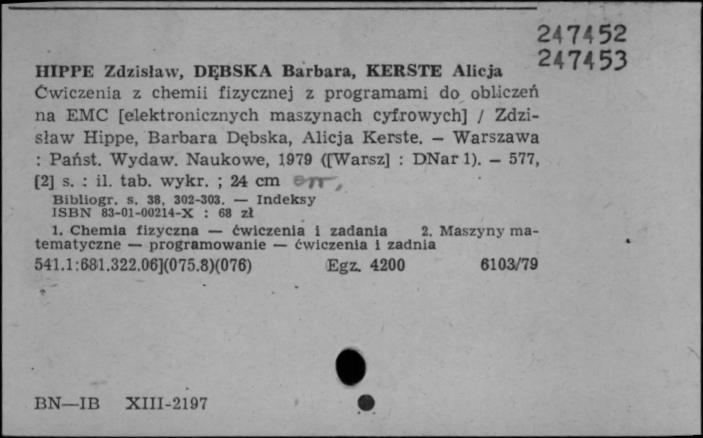 247452
247453
HIPPE Zdzisław, DĘBSKA Barbara, KERSTE Alicja
Ćwiczenia z chemii fizycznej z programami do obliczeń
na EMC [elektronicznych maszynach cyfrowych] / Zdzi-
sław Hippe, Barbara Dębska, Alicja Kerste. — Warszawa
: Państ. Wydaw. Naukowe, 1979 ([Warsz] : DNar 1). — 577,
[2] s. : il. tab. wykr. ; 24 cm
Bibliogr. s. 38, 302-303. — Indeksy
ISBN 83-01-00214-X : 68 zł
1. Chemia fizyczna — ćwiczenia i zadania 2. Maszyny ma-
tematyczne — programowanie — ćwiczenia i zadnia
541.1:681.322.06](075.8)(076) Egz. 4200 6103/79
BN—IB XIII-2197